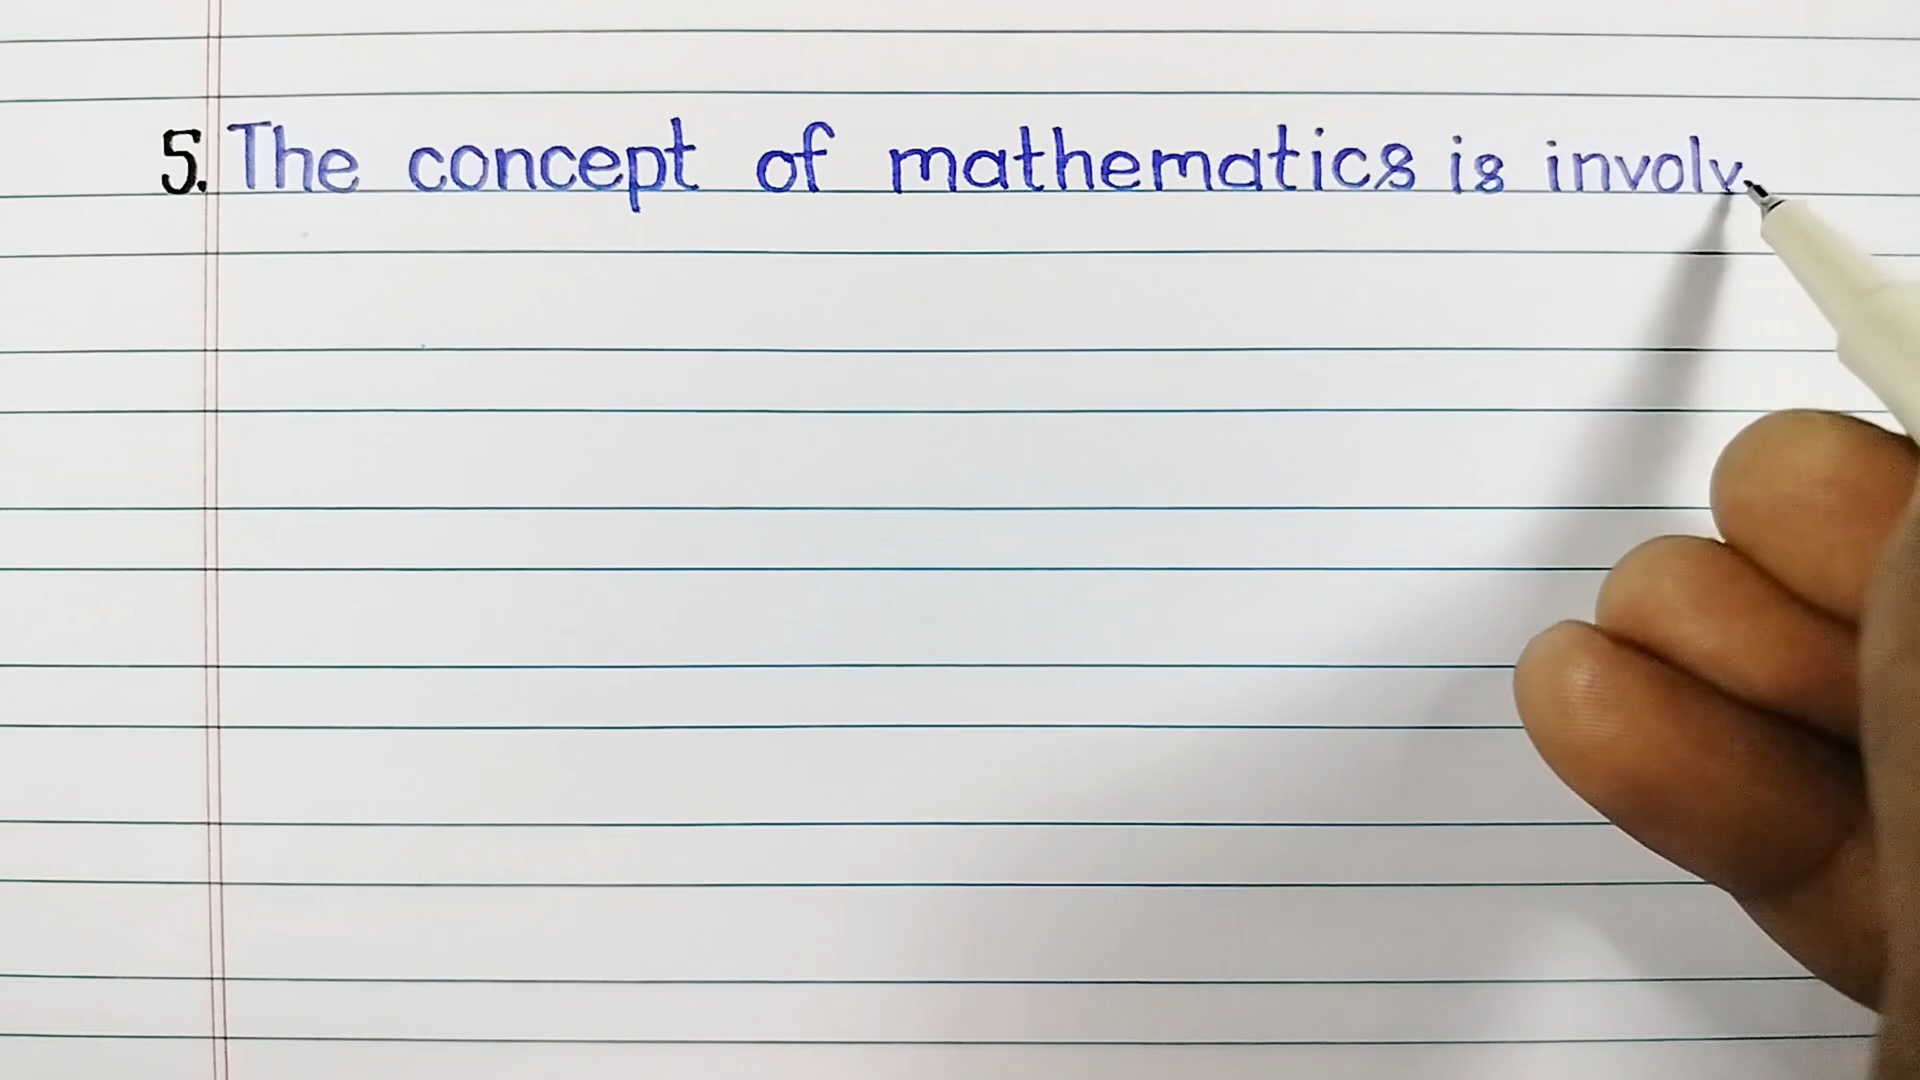 5. The concept of mathematics is involv